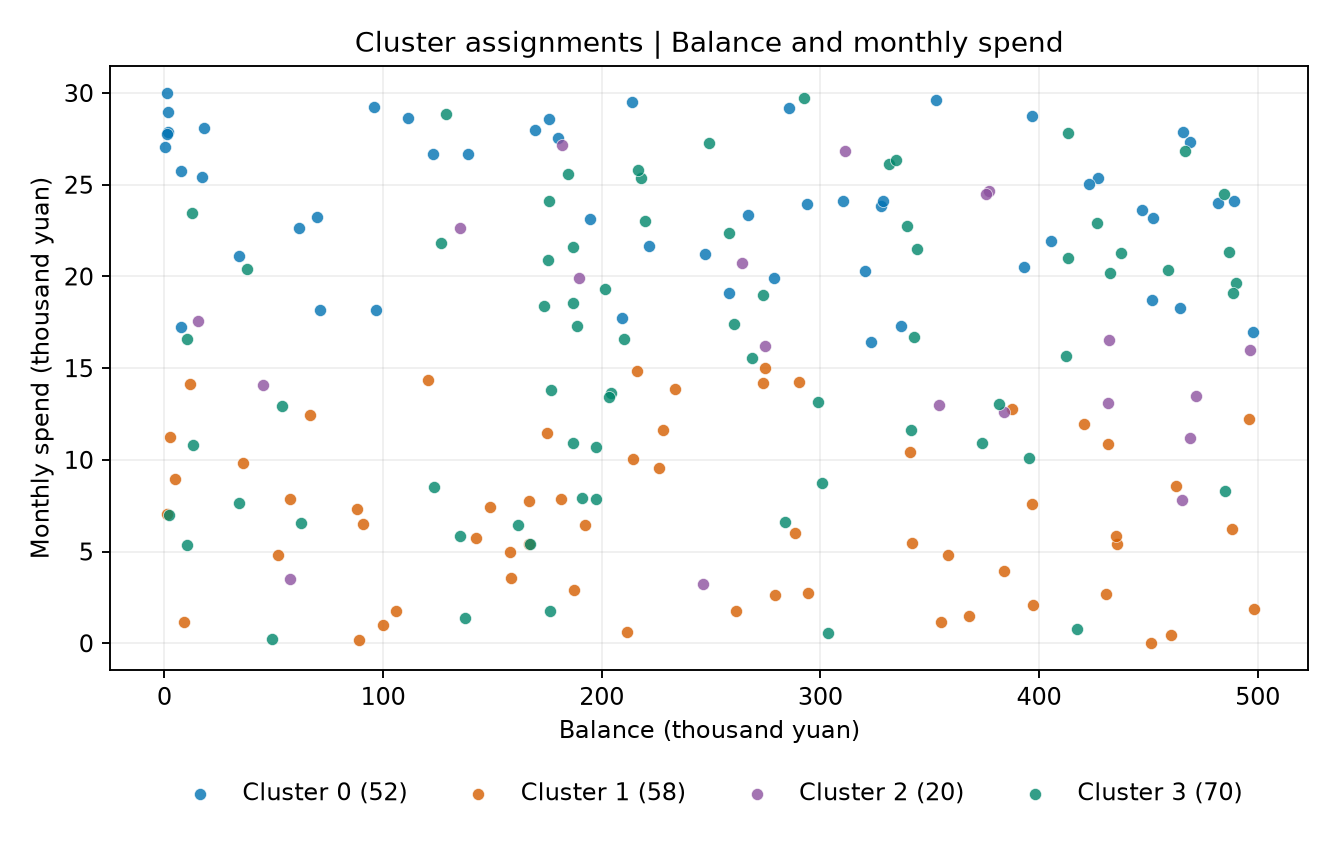 Cluster assignments | Balance and monthly spend
Monthly spend (thousand yuan)
30
25
20
15
10
5
0
0 100 200 300 400 500
Balance (thousand yuan)
Cluster 0 (52) Cluster 1 (58) Cluster 2 (20) Cluster 3 (70)